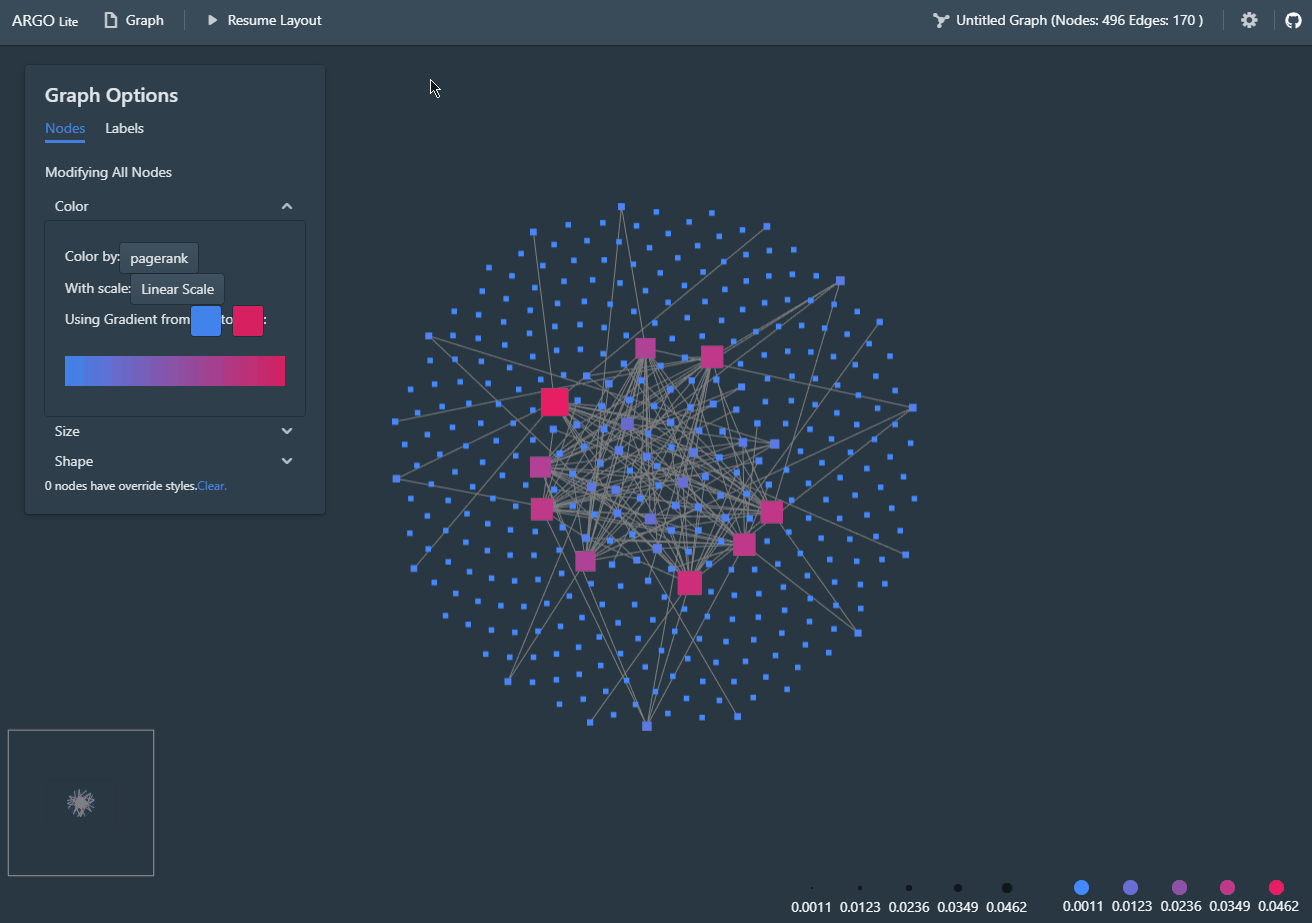 ARGO Lite Graph Resume Layout Untitled Graph (Nodes: 496 Edges: 170 )
Graph Options
Nodes Labels
Modifying All Nodes
Color
Color by: pagerank
With scale: Linear Scale
Using Gradient from to :
Size
Shape
0 nodes have override styles.Clear.
0.0011 0.0123 0.0236 0.0349 0.0462 0.0011 0.0123 0.0236 0.0349 0.0462